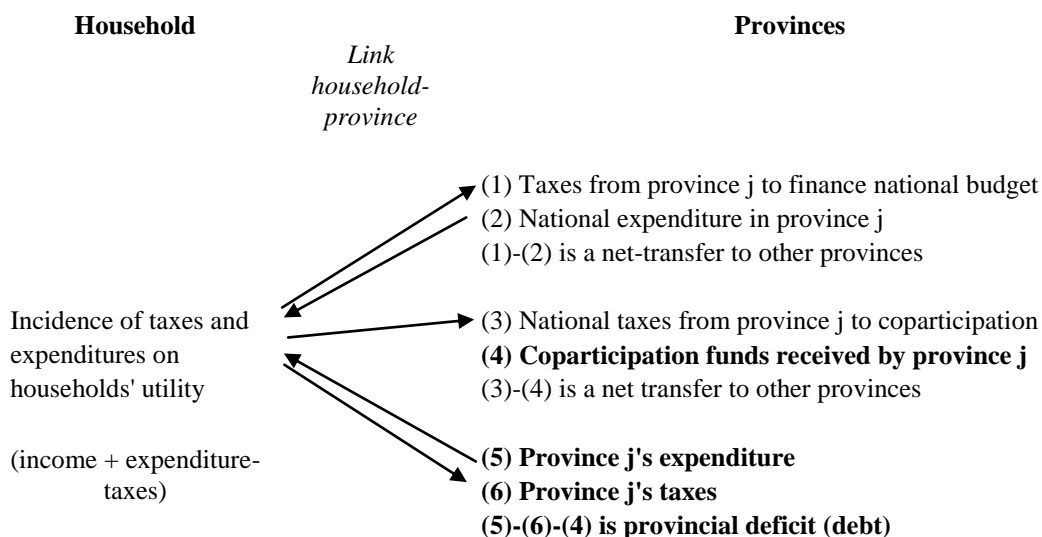 Household
Provinces
Link
household-
province
(1) Taxes from province j to finance national budget
(2) National expenditure in province j
(1)-(2) is a net-transfer to other provinces
Incidence of taxes and
expenditures on
households' utility
(3) National taxes from province j to coparticipation
(4) Coparticipation funds received by province j
(3)-(4) is a net transfer to other provinces
(income + expenditure-
taxes)
(5) Province j's expenditure
(6) Province j's taxes
(5)-(6)-(4) is provincial deficit (debt)